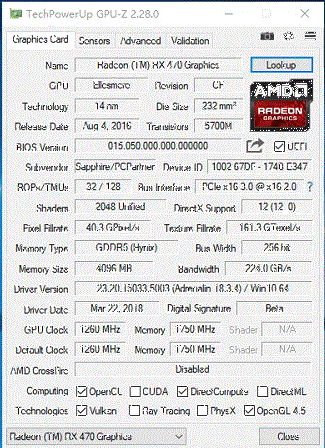 TechPowerUp GPU-Z 2.28.0
Graphics Card Sensors Advanced Validation
Name Radeon (TM) RX 470 Graphics Lookup
GPU Ellesmere Revision CF
Technology 14 nm Die Size 232 mm²
Release Date Aug 4, 2016 Transistors 5700M
AMD
RADEON
GRAPHICS
BIOS Version 015.050.000.000.000000 UEFI
Subvendor Sapphire/PCPartner Device ID 1002 67DF - 174B E347
ROPs/TMUs 32 / 128 Bus Interface PCIe x16 3.0 @ x16 2.0 ?
Shaders 2048 Unified DirectX Support 12 (12_0)
Pixel Fillrate 40.3 GPixel/s Texture Fillrate 161.3 GTexel/s
Memory Type GDDR5 (Hynix) Bus Width 256 bit
Memory Size 4096 MB Bandwidth 224.0 GB/s
Driver Version 23.20.15033.5003 (Adrenalin 18.3.4) / Win10 64
Driver Date Mar 22, 2018 Digital Signature Beta
GPU Clock 1260 MHz Memory 1750 MHz Shader N/A
Default Clock 1260 MHz Memory 1750 MHz Shader N/A
AMD CrossFire Disabled
Computing OpenCL CUDA DirectCompute DirectML
Technologies Vulkan Ray Tracing PhysX OpenGL 4.5
Radeon (TM) RX 470 Graphics Close